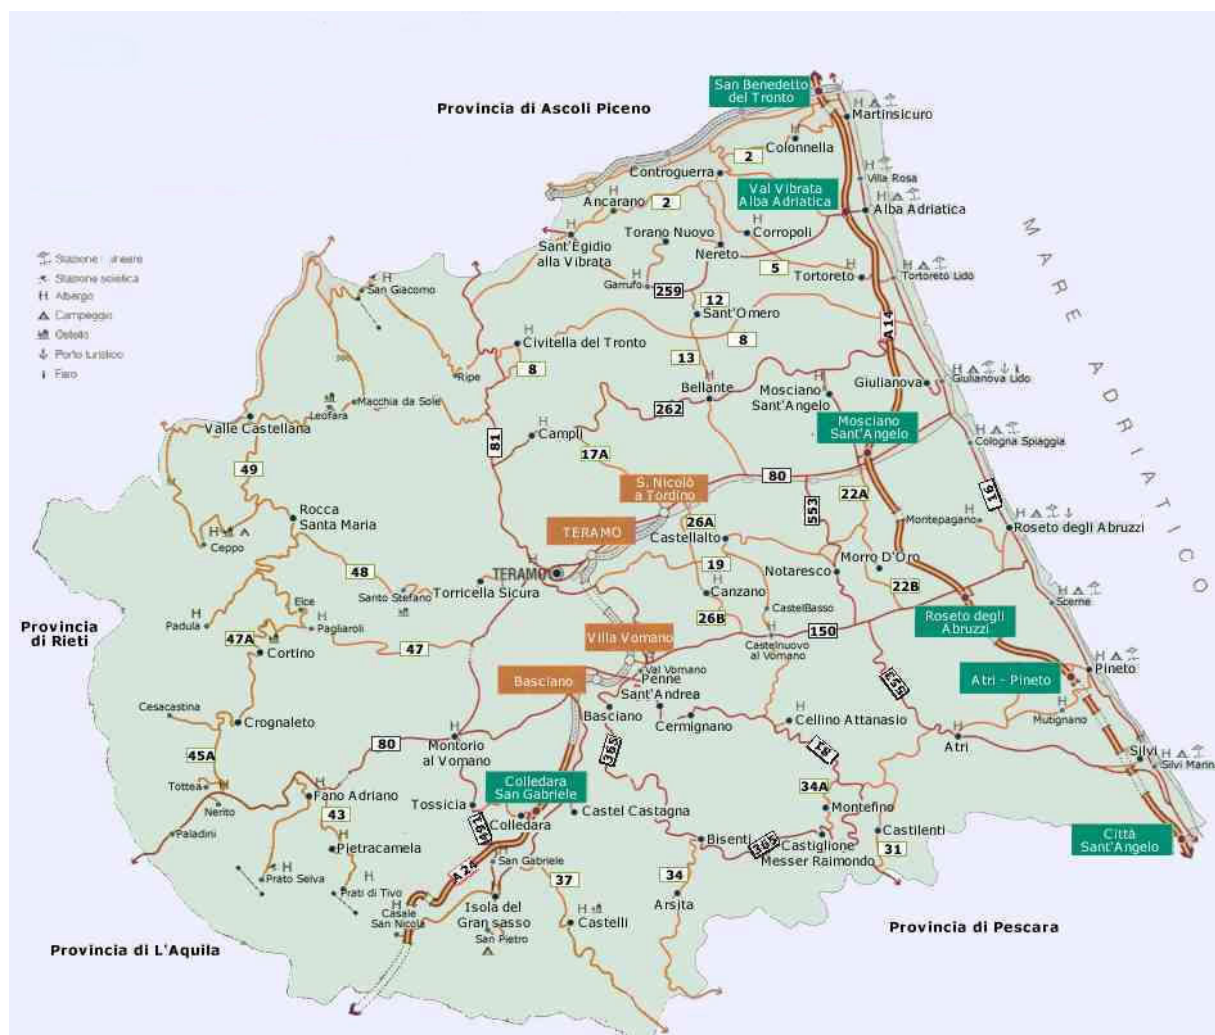 San Benedetto
del Tronto
Provincia di Ascoli Piceno
Martinsicuro
Colonnella
2
Controguerra
Villa Rosa
Val Vibrata
Alba Adriatica
Ancarano
2
Alba Adriatica
Torano Nuovo
Corropoli
Sant'Egidio
alla Vibrata
Nereto
5
Tortoreto
Tortoreto Lido
MARE ADRIATICO
Stazione
Stazione sciistica
Albergo
Campeggio
Ostello
Porto turistico
Faro
San Giacomo
Garrufo
259
12
Sant'Omero
A14
8
Civitella del Tronto
13
8
Ripe
Bellante
Mosciano
Sant'Angelo
Giulianova
Giulianova Lido
Macchia da Sole
Leofara
262
Valle Castellana
81
Campli
Mosciano
Sant'Angelo
Cologna Spiaggia
17A
49
80
S. Nicolò
a Tordino
22A
16
553
Rocca
Santa Maria
26A
Montepagano
Roseto degli Abruzzi
TERAMO
Castellalto
Ceppo
Morro D'Oro
19
Notaresco
TERAMO
48
Torricella Sicura
Santo Stefano
Canzano
22B
Elce
CastelBasso
Scerne
Provincia
di Rieti
Padula
Pagliaroli
26B
Roseto degli
Abruzzi
47A
Villa Vomano
150
Castelnuovo
al Vomano
Cortino
47
Val Vomano
Penne
Sant'Andrea
Pineto
Basciano
Atri - Pineto
553
Cesacastina
Crognaleto
Basciano
Cermignano
Cellino Attanasio
Mutignano
80
Montorio
al Vomano
365
81
Atri
Silvi
45A
Silvi Marina
Tottea
Nerito
Fano Adriano
Colledara
San Gabriele
34A
Tossicia
Castel Castagna
Montefino
43
Colledara
491
Paladini
Bisenti
365
Castiglione
Messer Raimondo
Castilenti
Città
Sant'Angelo
Pietracamela
31
San Gabriele
A24
Prato Selva
37
34
Prati di Tivo
Isola del
Gran sasso
Arsita
Casale
San Nicola
Castelli
Provincia di Pescara
San Pietro
Provincia di L'Aquila